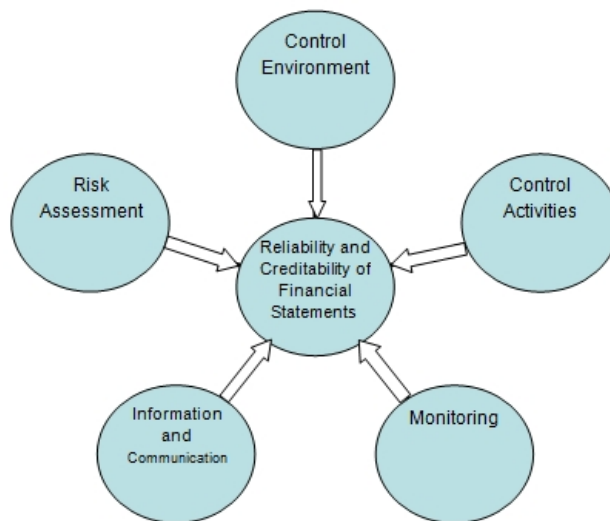 Control
Environment
Risk
Assessment
Control
Activities
Reliability and
Creditability of
Financial
Statements
Information
and
Communication
Monitoring